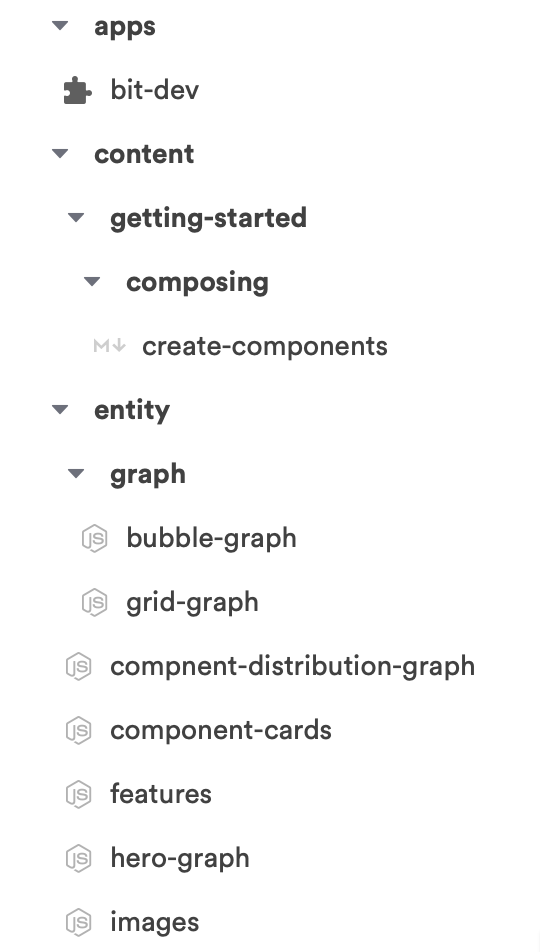 apps
bit-dev
content
getting-started
composing
M create-components
entity
graph
JS bubble-graph
JS grid-graph
JS compnent-distribution-graph
JS component-cards
JS features
JS hero-graph
JS images